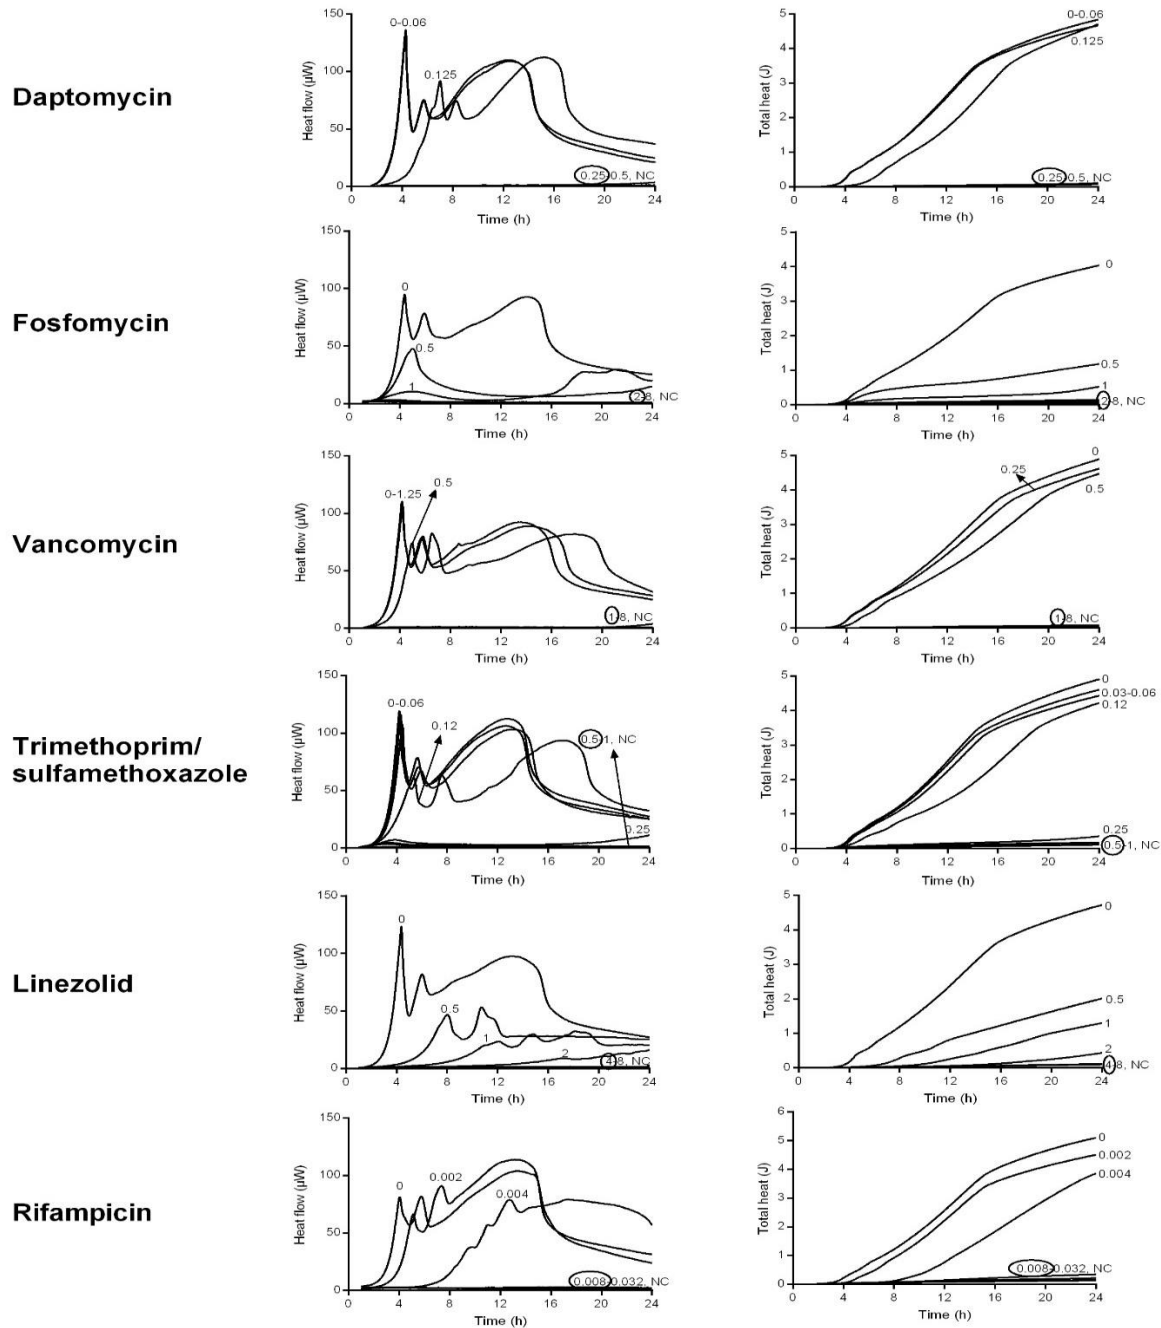 Daptomycin
Heat flow (µW)
150
100
50
0
0-0.06
0.125
0.25-0.5, NC
0 4 8 12 16 20 24
Time (h)
Total heat (J)
5
4
3
2
1
0
0-0.06
0.125
0.25-0.5, NC
0 4 8 12 16 20 24
Time (h)
Fosfomycin
Heat flow (µW)
150
100
50
0
0
0.5
1
2-8, NC
0 4 8 12 16 20 24
Time (h)
Total heat (J)
5
4
3
2
1
0
0
0.5
1
2-8, NC
0 4 8 12 16 20 24
Time (h)
Vancomycin
Heat flow (µW)
150
100
50
0
0-1.25
0.5
1-8, NC
0 4 8 12 16 20 24
Time (h)
Total heat (J)
5
4
3
2
1
0
0
0.25
0.5
1-8, NC
0 4 8 12 16 20 24
Time (h)
Trimethoprim/
sulfamethoxazole
Heat flow (µW)
150
100
50
0
0-0.06
0.12
0.5-1, NC
0.25
0 4 8 12 16 20 24
Time (h)
Total heat (J)
5
4
3
2
1
0
0
0.03-0.06
0.12
0.25
0.5-1, NC
0 4 8 12 16 20 24
Time (h)
Linezolid
Heat flow (µW)
150
100
50
0
0
0.5
1
2
4-8, NC
0 4 8 12 16 20 24
Time (h)
Total heat (J)
5
4
3
2
1
0
0
0.5
1
2
4-8, NC
0 4 8 12 16 20 24
Time (h)
Rifampicin
Heat flow (µW)
150
100
50
0
0
0.002
0.004
0.008-0.032, NC
0 4 8 12 16 20 24
Time (h)
Total heat (J)
6
5
4
3
2
1
0
0
0.002
0.004
0.008-0.032, NC
0 4 8 12 16 20 24
Time (h)